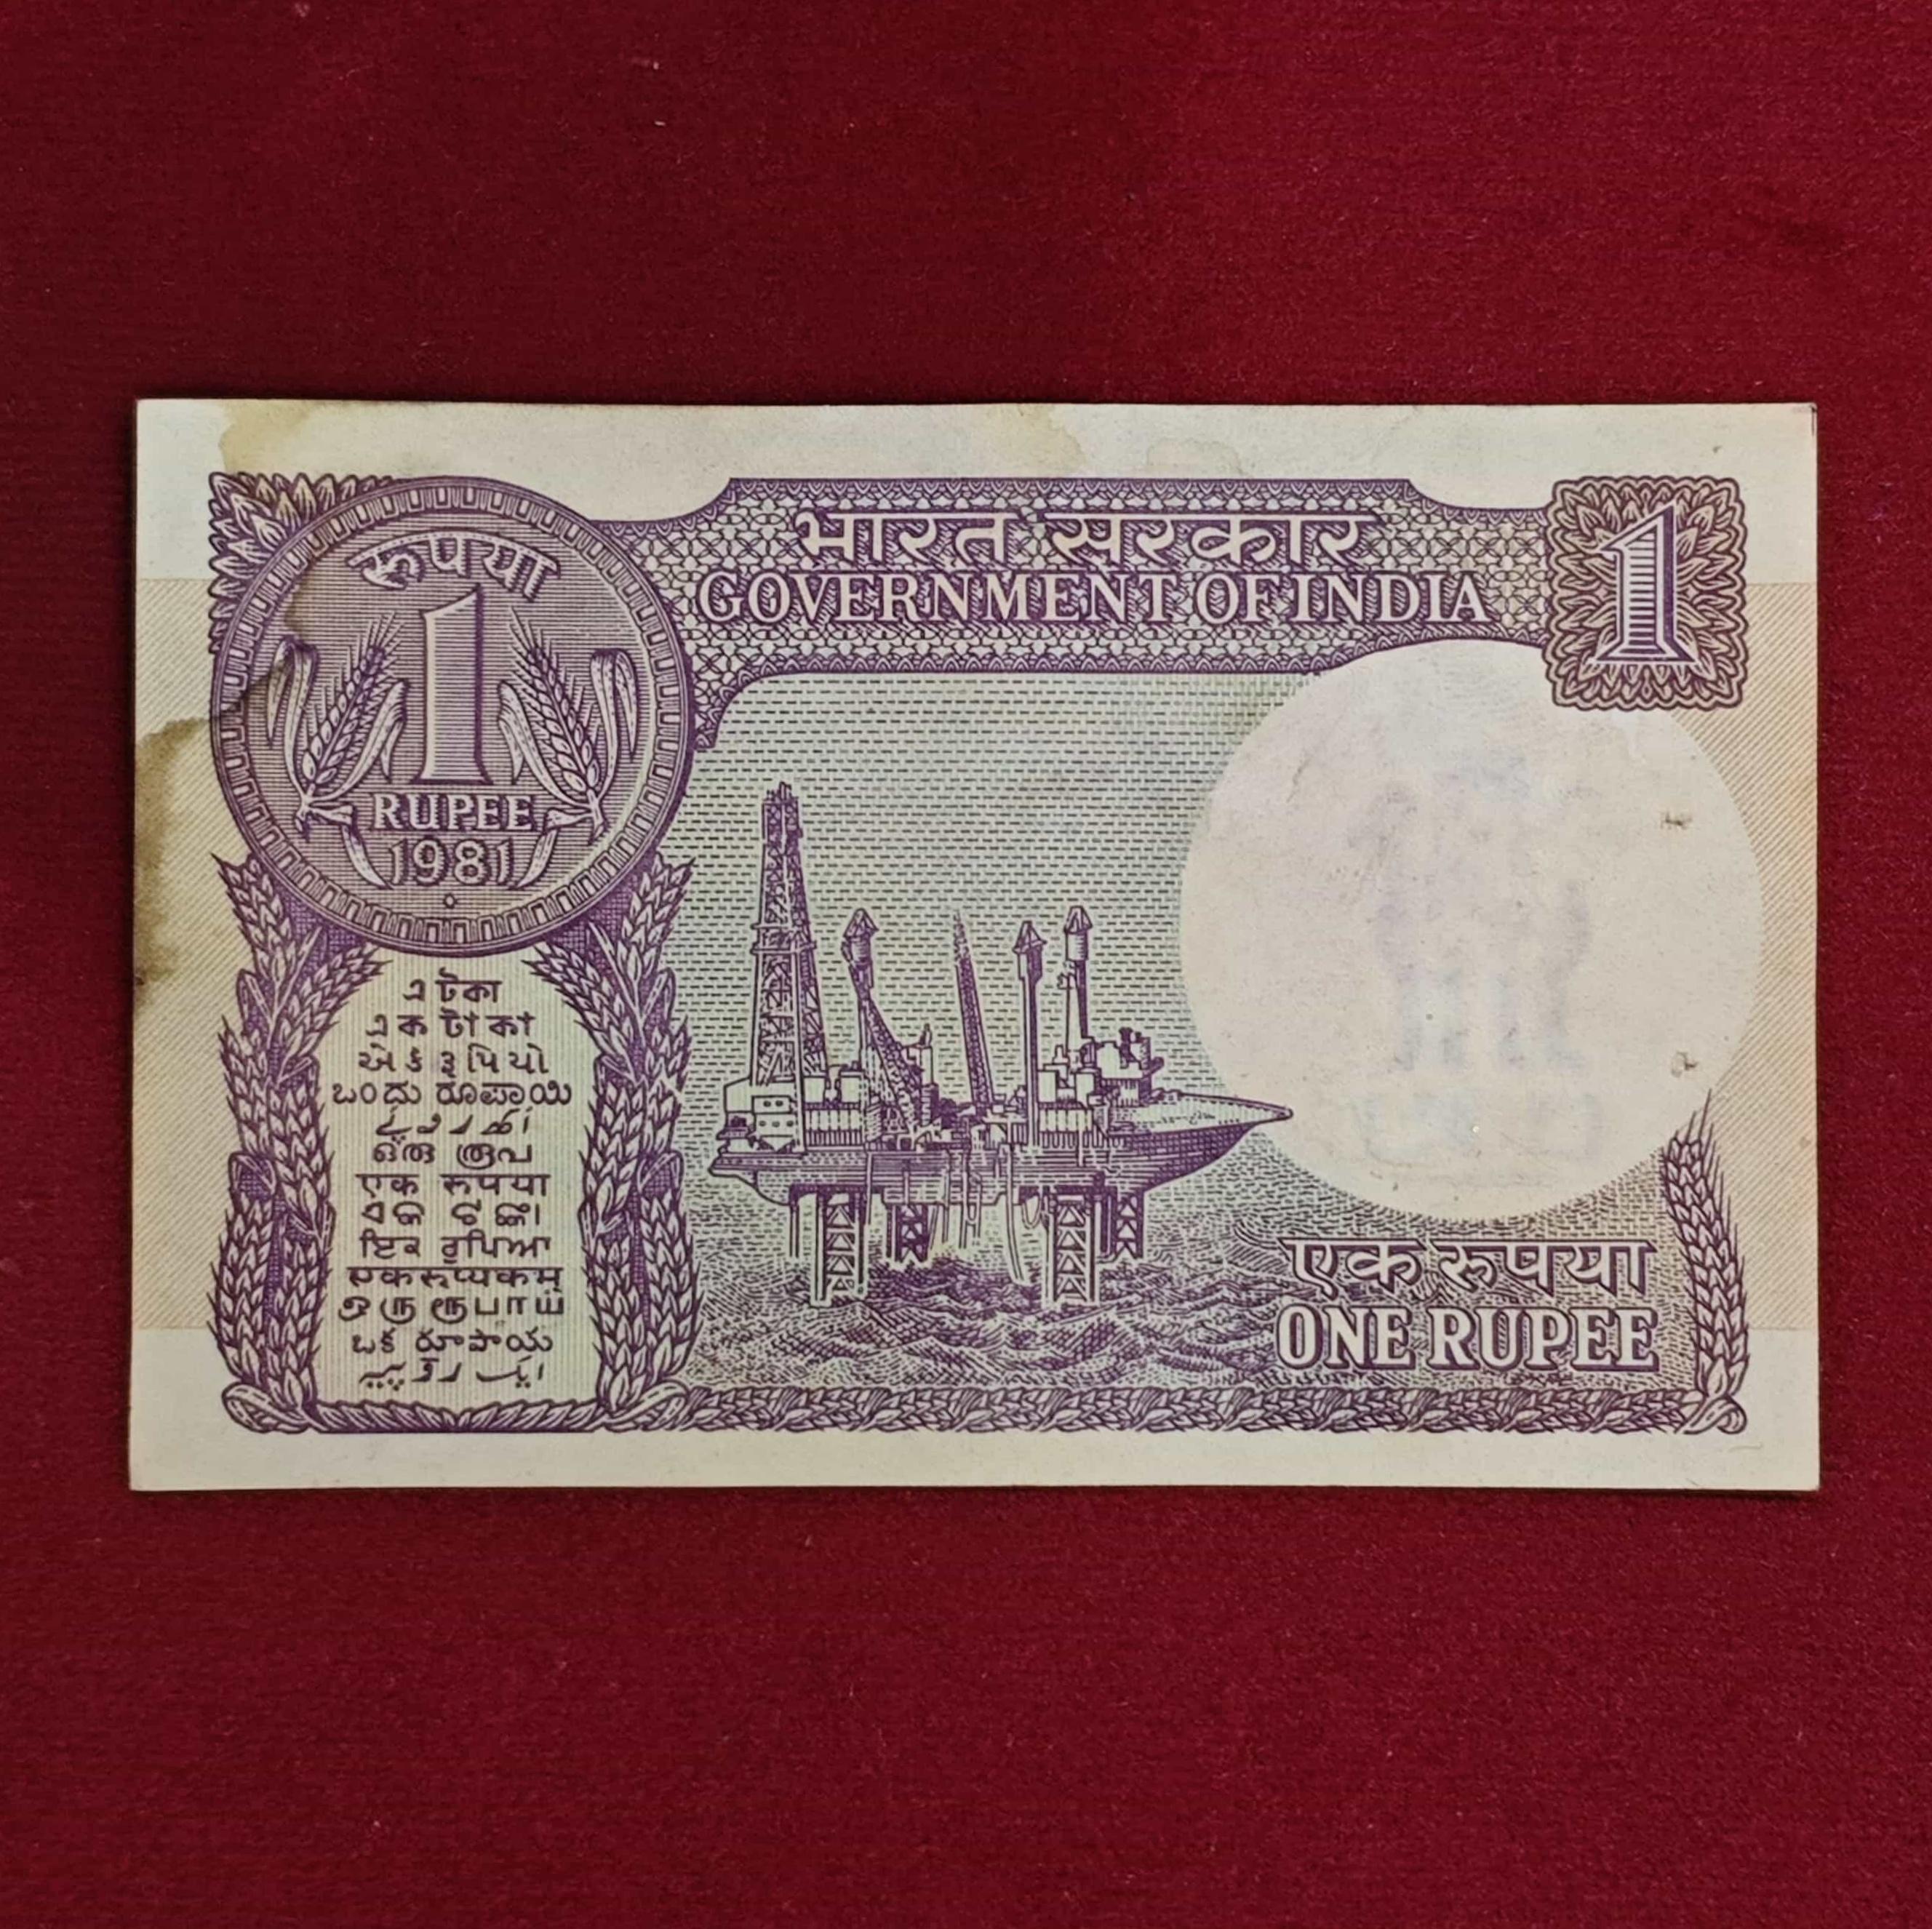 रूपया
1
RUPEE
1981
भारत सरकार
GOVERNMENT OF INDIA
1
এটকা
এক টাকা
એક રૂપિયો
ಒಂದು ರೂಪಾಯಿ
ഒരു രൂപ
एक रुपया
ଏକ ଟଙ୍କା
ਇਕ ਰੁਪਿਆ
एकरूप्यकम्
ஒரு ரூபாய்
ఒక రూపాయ
ایک روپیہ
एक रुपया
ONE RUPEE